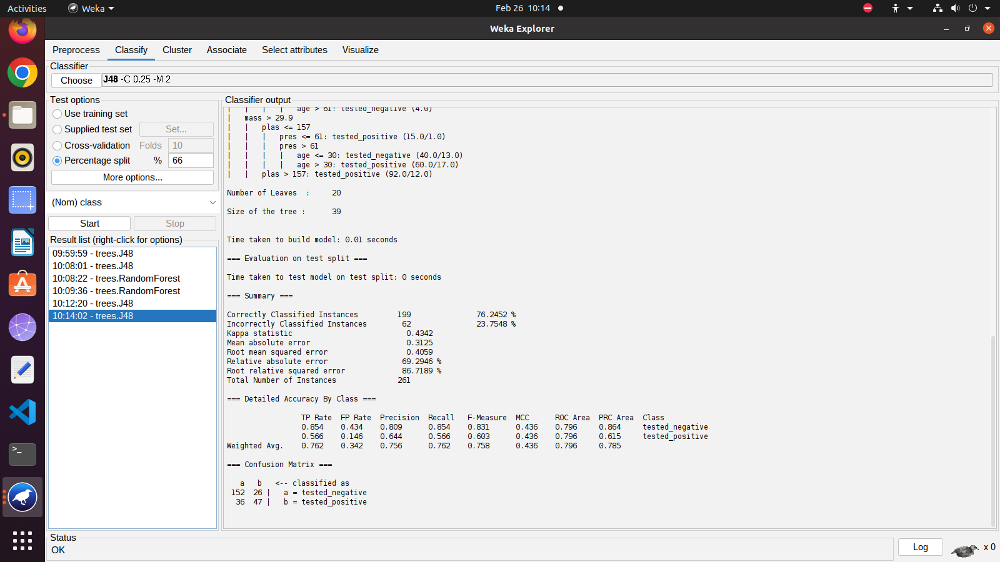 Activities
Weka
Feb 26 10:14
Weka Explorer
Preprocess Classify Cluster Associate Select attributes Visualize
Classifier
Choose J48 -C 0.25 -M 2
Test options
Use training set
Supplied test set Set...
Cross-validation Folds 10
Percentage split % 66
More options...
(Nom) class
Start Stop
Result list (right-click for options)
09:59:59 - trees.J48
10:08:01 - trees.J48
10:08:22 - trees.RandomForest
10:09:36 - trees.RandomForest
10:12:20 - trees.J48
10:14:02 - trees.J48
Classifier output
| | | | age > 61: tested_negative (4.0)
| mass > 29.9
| | plas <= 157
| | | pres <= 61: tested_positive (15.0/1.0)
| | | pres > 61
| | | | age <= 30: tested_negative (40.0/13.0)
| | | | age > 30: tested_positive (60.0/17.0)
| | plas > 157: tested_positive (92.0/12.0)
Number of Leaves : 20
Size of the tree : 39
Time taken to build model: 0.01 seconds
=== Evaluation on test split ===
Time taken to test model on test split: 0 seconds
=== Summary ===
Correctly Classified Instances 199 76.2452 %
Incorrectly Classified Instances 62 23.7548 %
Kappa statistic 0.4342
Mean absolute error 0.3125
Root mean squared error 0.4059
Relative absolute error 69.2946 %
Root relative squared error 86.7189 %
Total Number of Instances 261
=== Detailed Accuracy By Class ===
TP Rate FP Rate Precision Recall F-Measure MCC ROC Area PRC Area Class
0.854 0.434 0.809 0.854 0.831 0.436 0.796 0.864 tested_negative
0.566 0.146 0.644 0.566 0.603 0.436 0.796 0.615 tested_positive
Weighted Avg. 0.762 0.342 0.756 0.762 0.758 0.436 0.796 0.785
=== Confusion Matrix ===
a b <-- classified as
152 26 | a = tested_negative
36 47 | b = tested_positive
Status
OK
Log
x 0